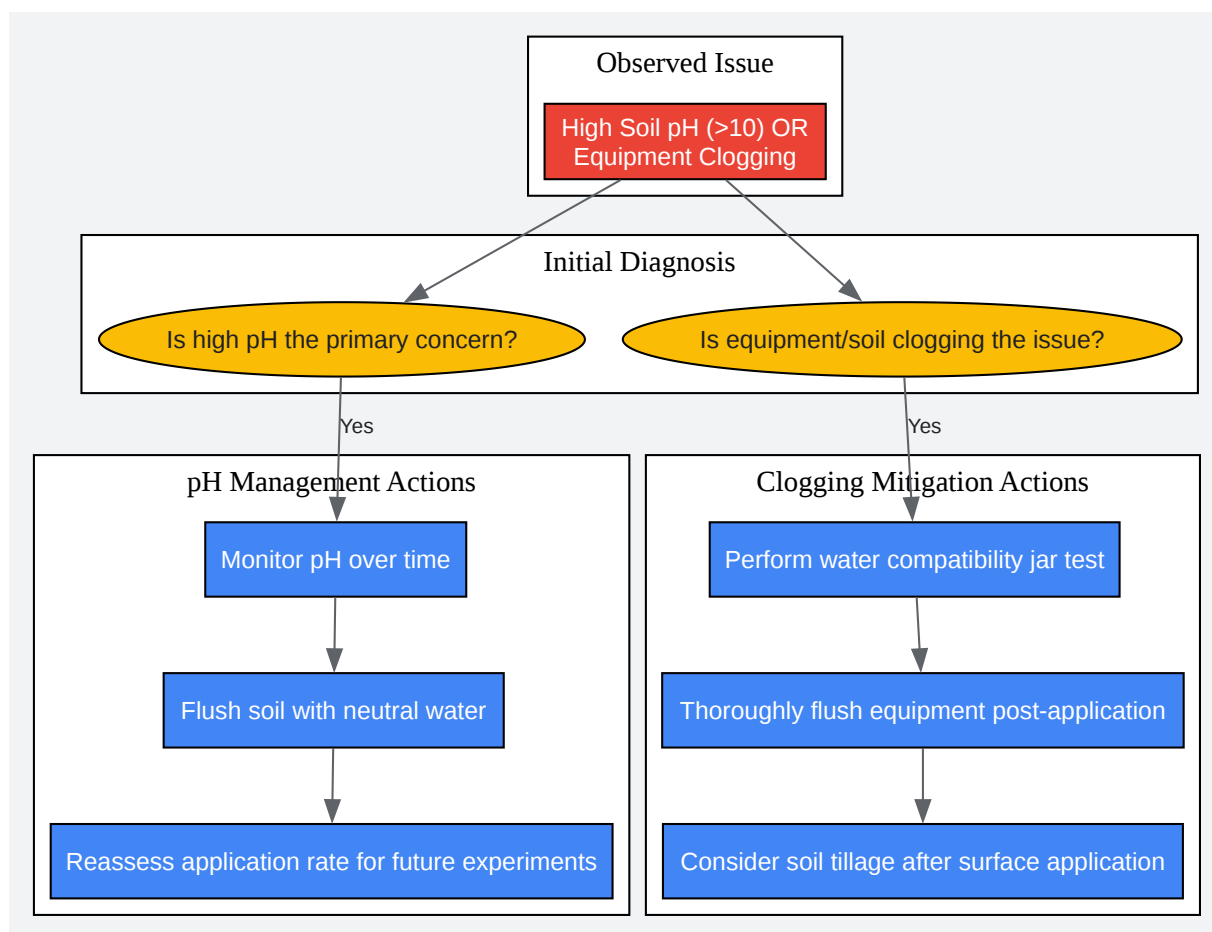 Observed Issue
High Soil pH (>10) OR
Equipment Clogging
Initial Diagnosis
Is high pH the primary concern?
Is equipment/soil clogging the issue?
Yes
Yes
pH Management Actions
Clogging Mitigation Actions
Monitor pH over time
Perform water compatibility jar test
Flush soil with neutral water
Thoroughly flush equipment post-application
Reassess application rate for future experiments
Consider soil tillage after surface application